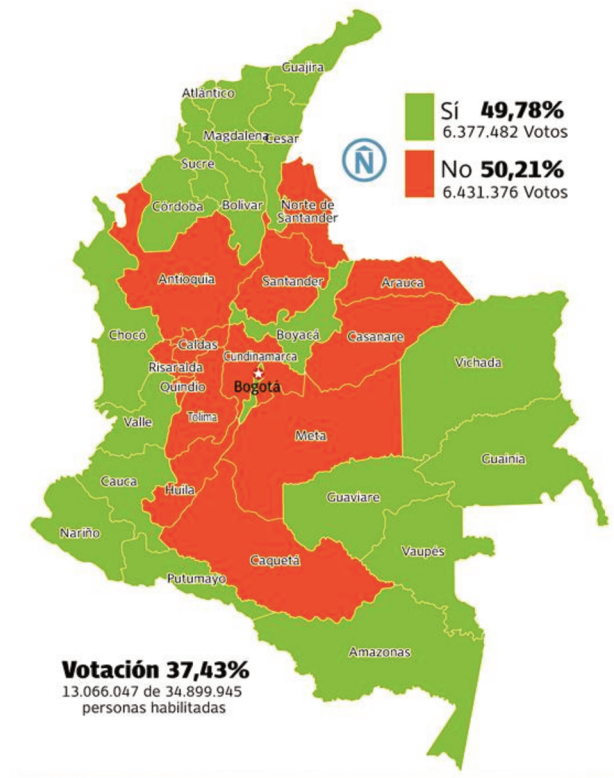 Guajira
Atlántico
Sí 49,78%
6.377.482 Votos
Magdalena
Cesar
Ñ
No 50,21%
6.431.376 Votos
Sucre
Córdoba
Bolivar
Norte de
Santander
Antioquia
Santander
Arauca
Chocó
Boyacá
Casanare
Caldas
Cundinamarca
Vichada
Risaralda
Quindio
Bogotá
Tolima
Valle
Meta
Guainia
Cauca
Huila
Guaviare
Nariño
Vaupés
Caquetá
Putumayo
Amazonas
Votación 37,43%
13.066.047 de 34.899.945
personas habilitadas